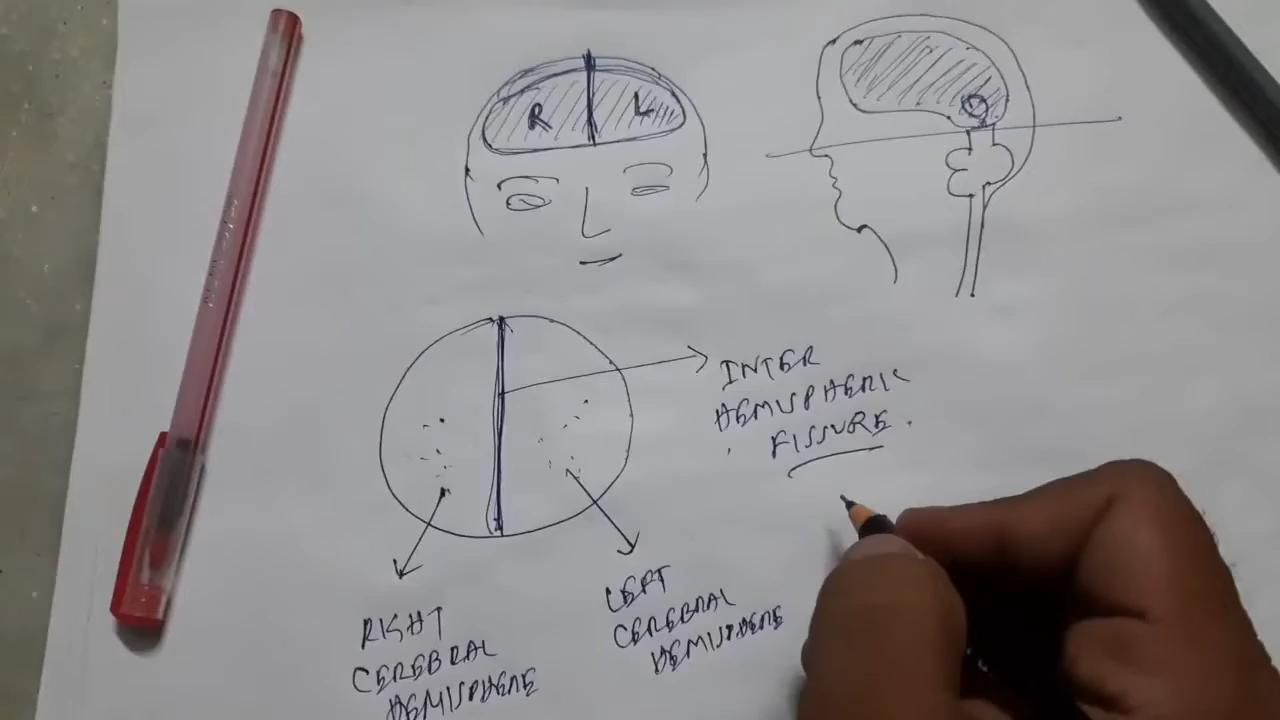 R L
INTER
HEMISPHERIC
FISSURE
LEFT
CEREBRAL
HEMISPHERE
RIGHT
CEREBRAL
HEMISPHERE